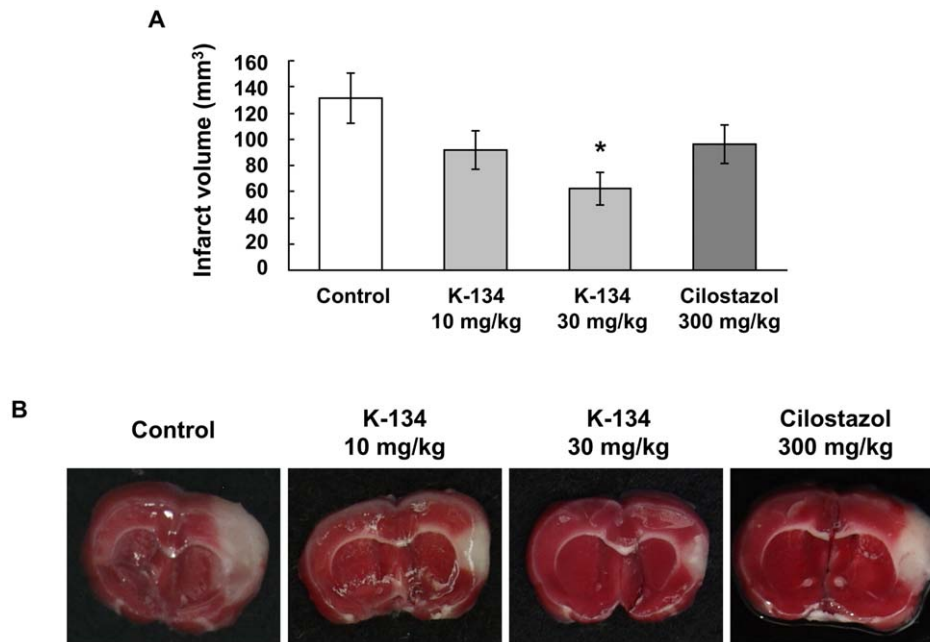 A
Infarct volume (mm³)
160
140
120
100
80
60
40
20
0
*
Control
K-134
10 mg/kg
K-134
30 mg/kg
Cilostazol
300 mg/kg
B
Control
K-134
10 mg/kg
K-134
30 mg/kg
Cilostazol
300 mg/kg